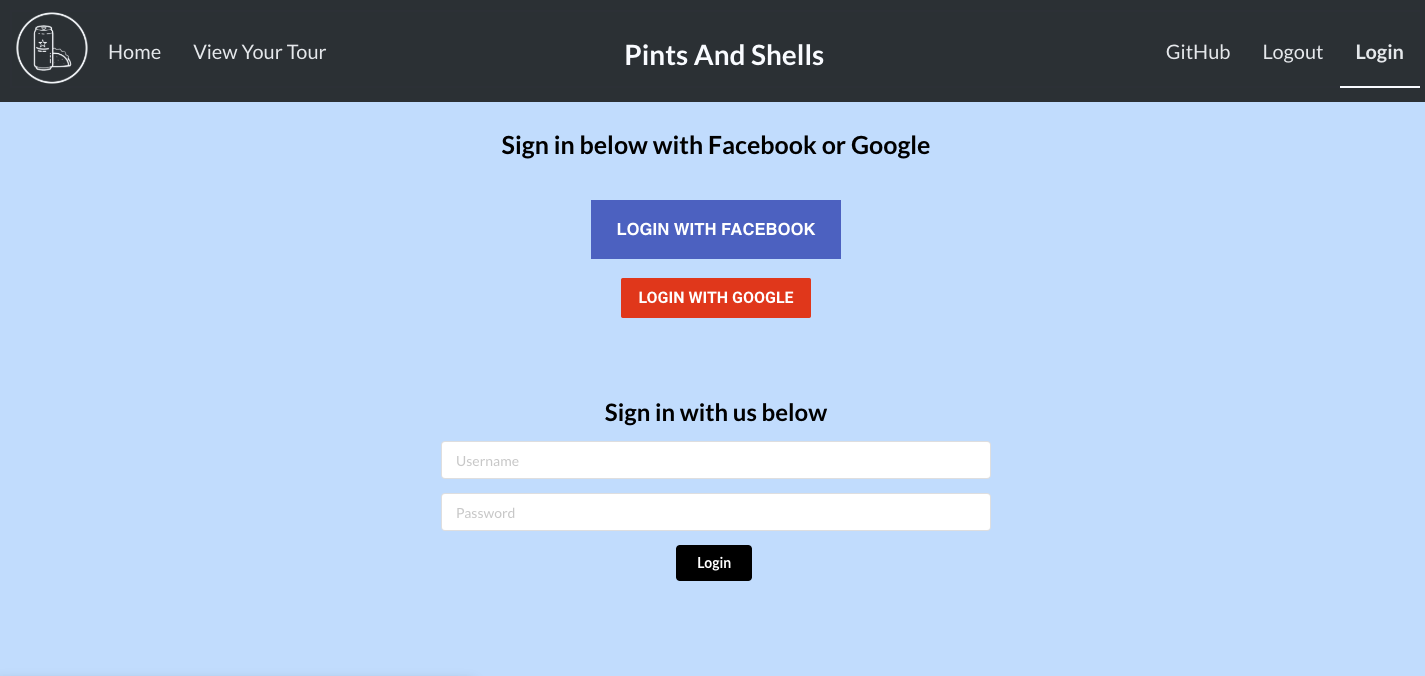 Home View Your Tour Pints And Shells GitHub Logout Login
Sign in below with Facebook or Google
LOGIN WITH FACEBOOK
LOGIN WITH GOOGLE
Sign in with us below
Username
Password
Login